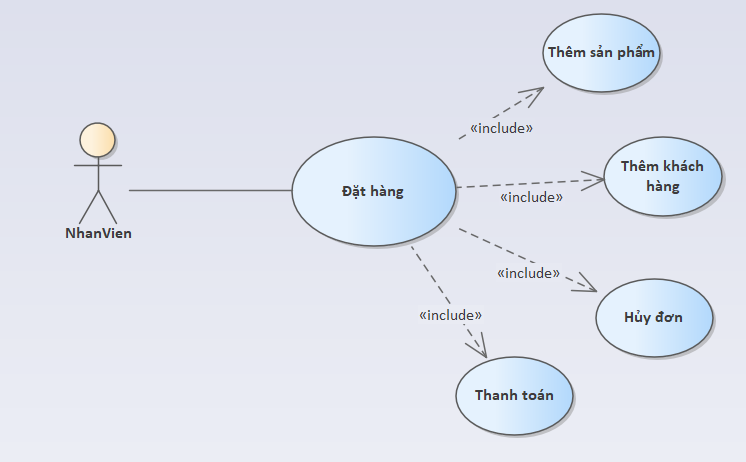 Thêm sản phẩm
«include»
Thêm khách
hàng
Đặt hàng
«include»
NhanVien
«include»
Hủy đơn
«include»
Thanh toán